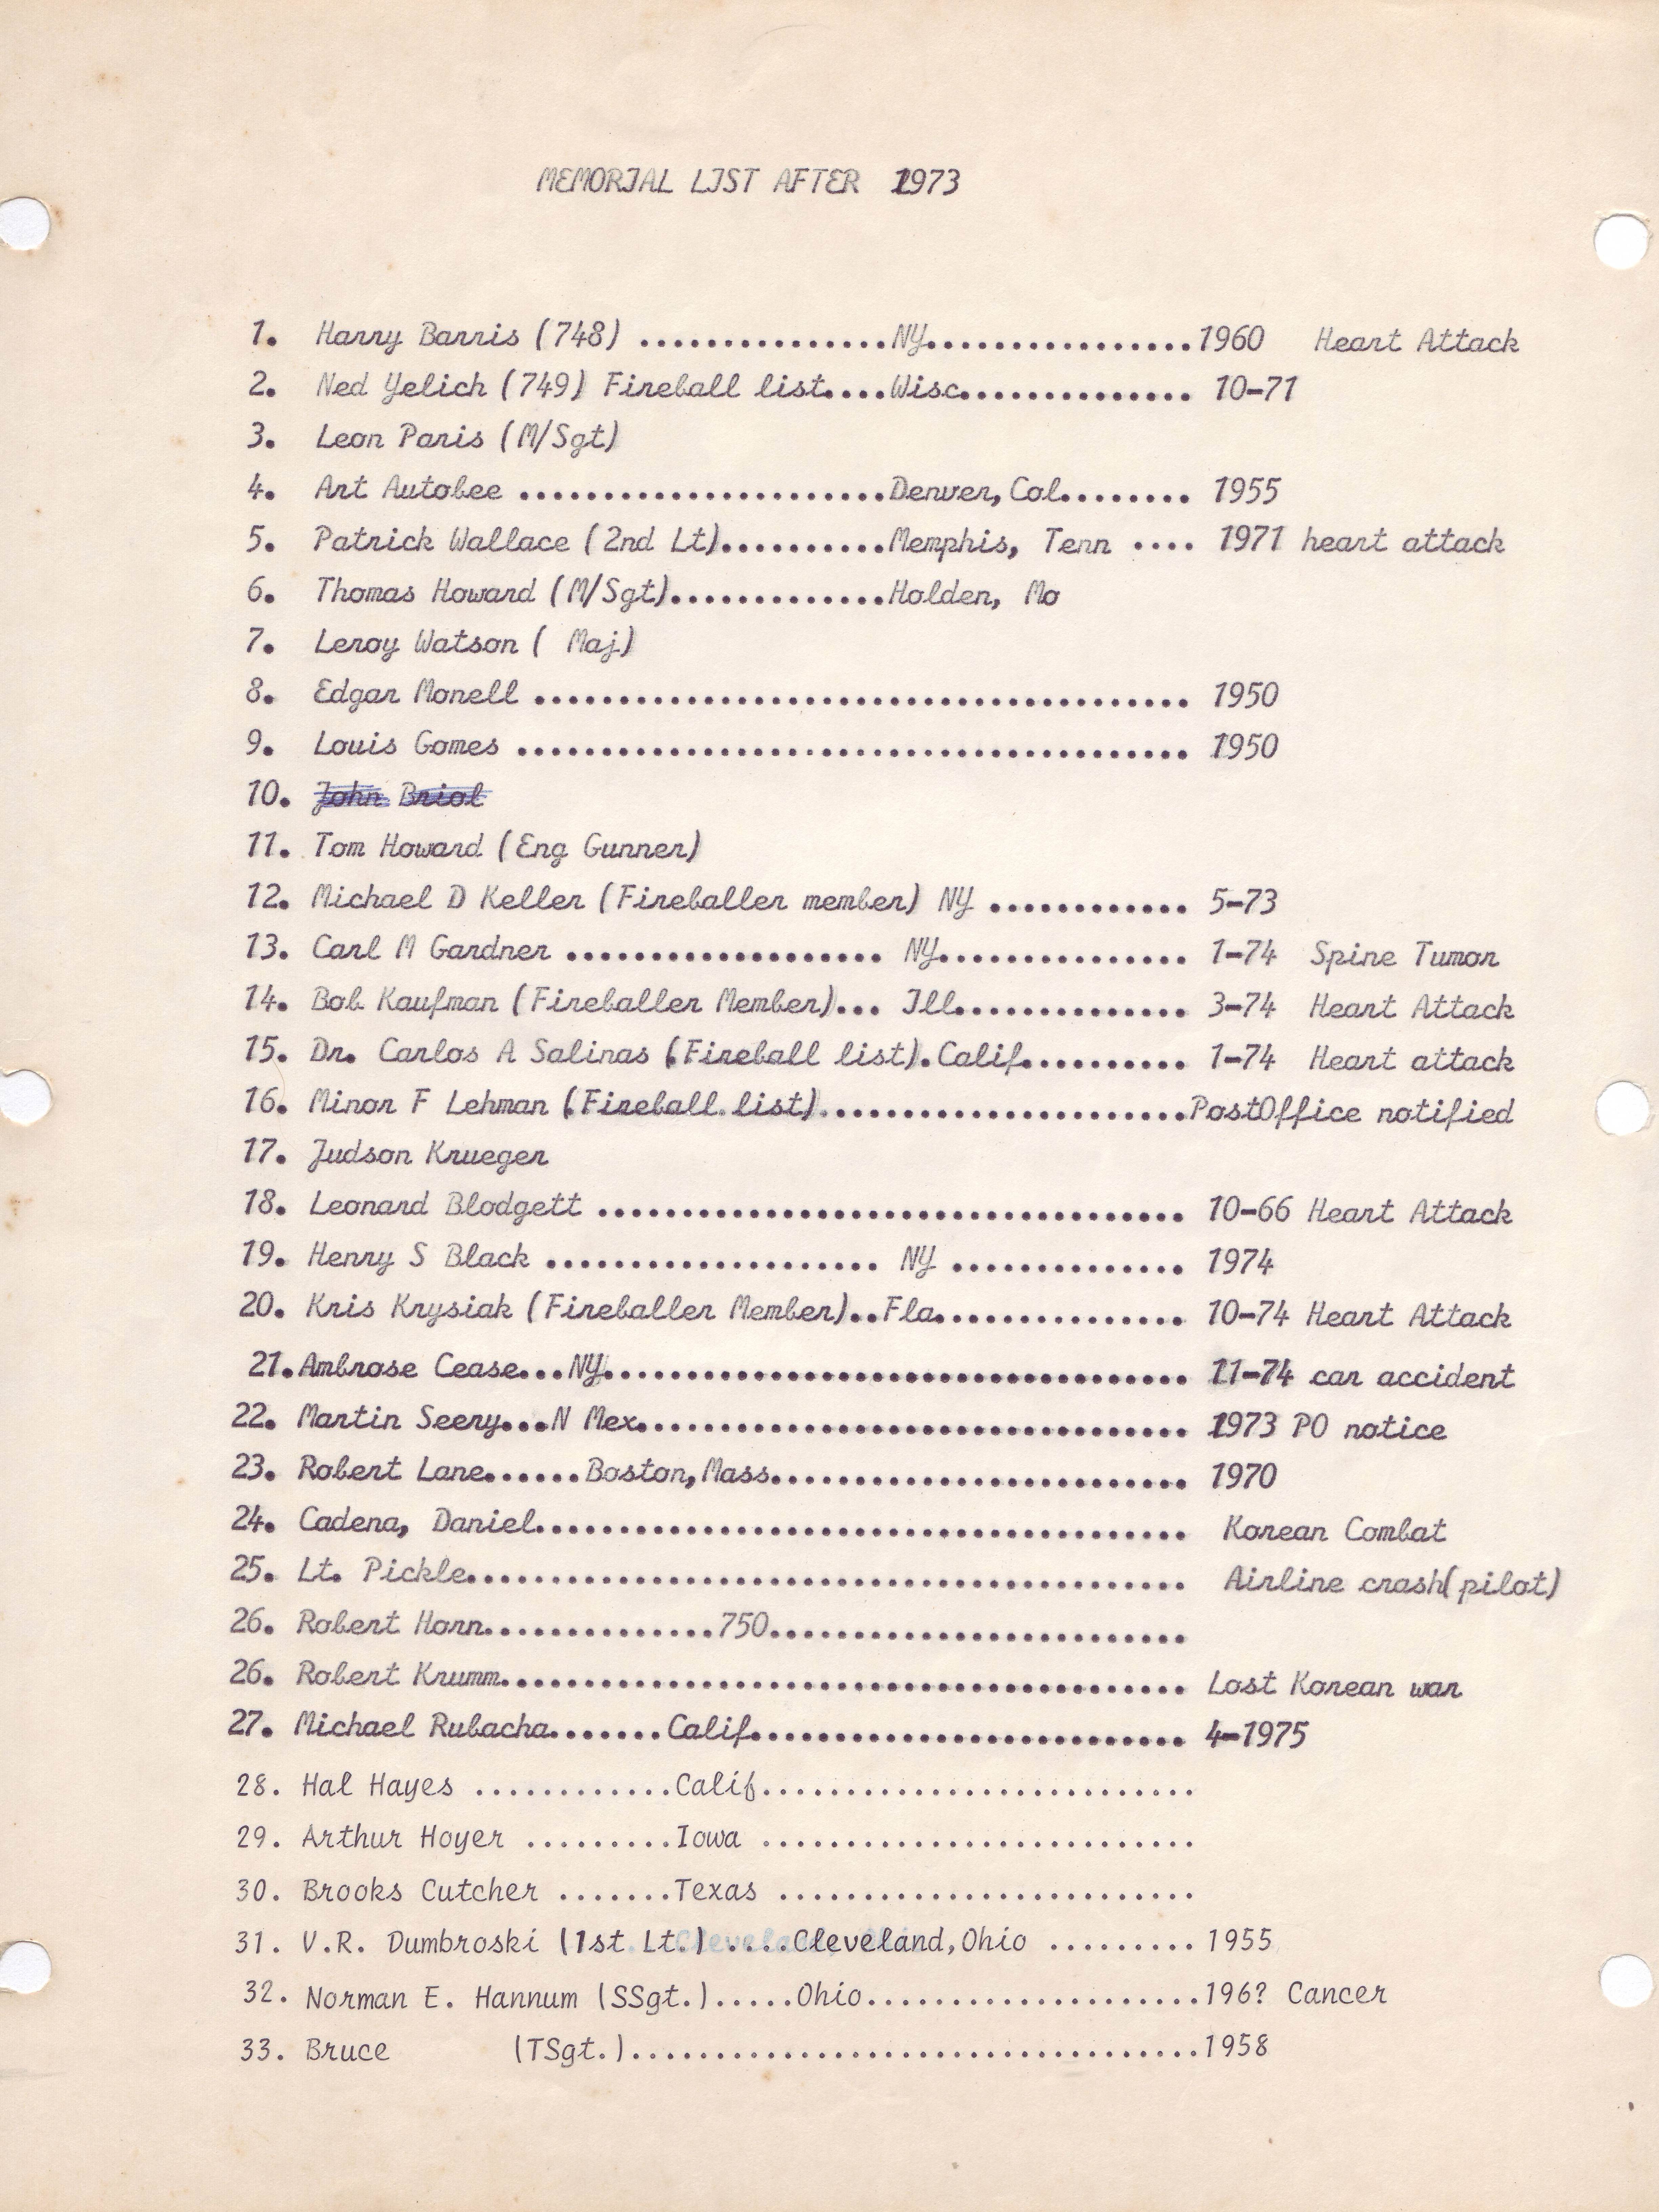 MEMORIAL LIST AFTER 1973
1. Harry Barris (748) ...............NY................1960 Heart Attack
2. Ned Yelich (749) Fireball list....Wisc.............. 10-71
3. Leon Paris (M/Sgt)
4. Art Autobee ......................Denver,Col........ 1955
5. Patrick Wallace (2nd Lt)..........Memphis, Tenn .... 1971 heart attack
6. Thomas Howard (M/Sgt).............Holden, Mo
7. Leroy Watson ( Maj)
8. Edgar Monell ....................................... 1950
9. Louis Gomes ........................................ 1950
10. John Briol
11. Tom Howard (Eng Gunner)
12. Michael D Keller (Fireballer member) NY ............ 5-73
13. Carl M Gardner ................... NY............... 1-74 Spine Tumor
14. Bob Kaufman (Fireballer Member)... Ill.............. 3-74 Heart Attack
15. Dr. Carlos A Salinas (Fireball list).Calif.......... 1-74 Heart attack
16. Minor F Lehman (Fireball list)......................PostOffice notified
17. Judson Krueger
18. Leonard Blodgett ................................... 10-66 Heart Attack
19. Henry S Black .................... NY .............. 1974
20. Kris Krysiak (Fireballer Member)..Fla............... 10-74 Heart Attack
21.Ambrose Cease...NY................................... 11-74 car accident
22. Martin Seery...N Mex................................. 1973 PO notice
23. Robert Lane......Boston,Mass......................... 1970
24. Cadena, Daniel....................................... Korean Combat
25. Lt. Pickle........................................... Airline crash(pilot)
26. Robert Horn..............750.........................
26. Robert Krumm......................................... Lost Korean war
27. Michael Rubacha.......Calif.......................... 4-1975
28. Hal Hayes ............Calif..........................
29. Arthur Hoyer .........Iowa ..........................
30. Brooks Cutcher .......Texas .........................
31. V.R. Dumbroski (1st. Lt.) ....Cleveland,Ohio ......... 1955
32. Norman E. Hannum (SSgt.).....Ohio....................196? Cancer
33. Bruce (TSgt.)..................................1958